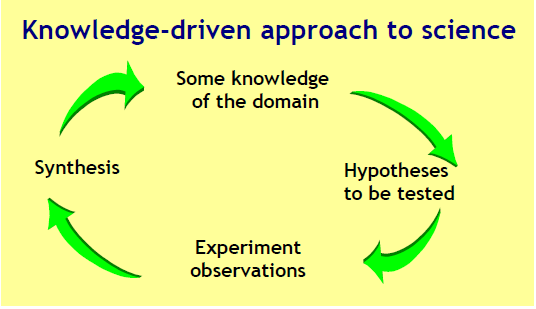 Knowledge-driven approach to science
Some knowledge
of the domain
Hypotheses
to be tested
Experiment
observations
Synthesis